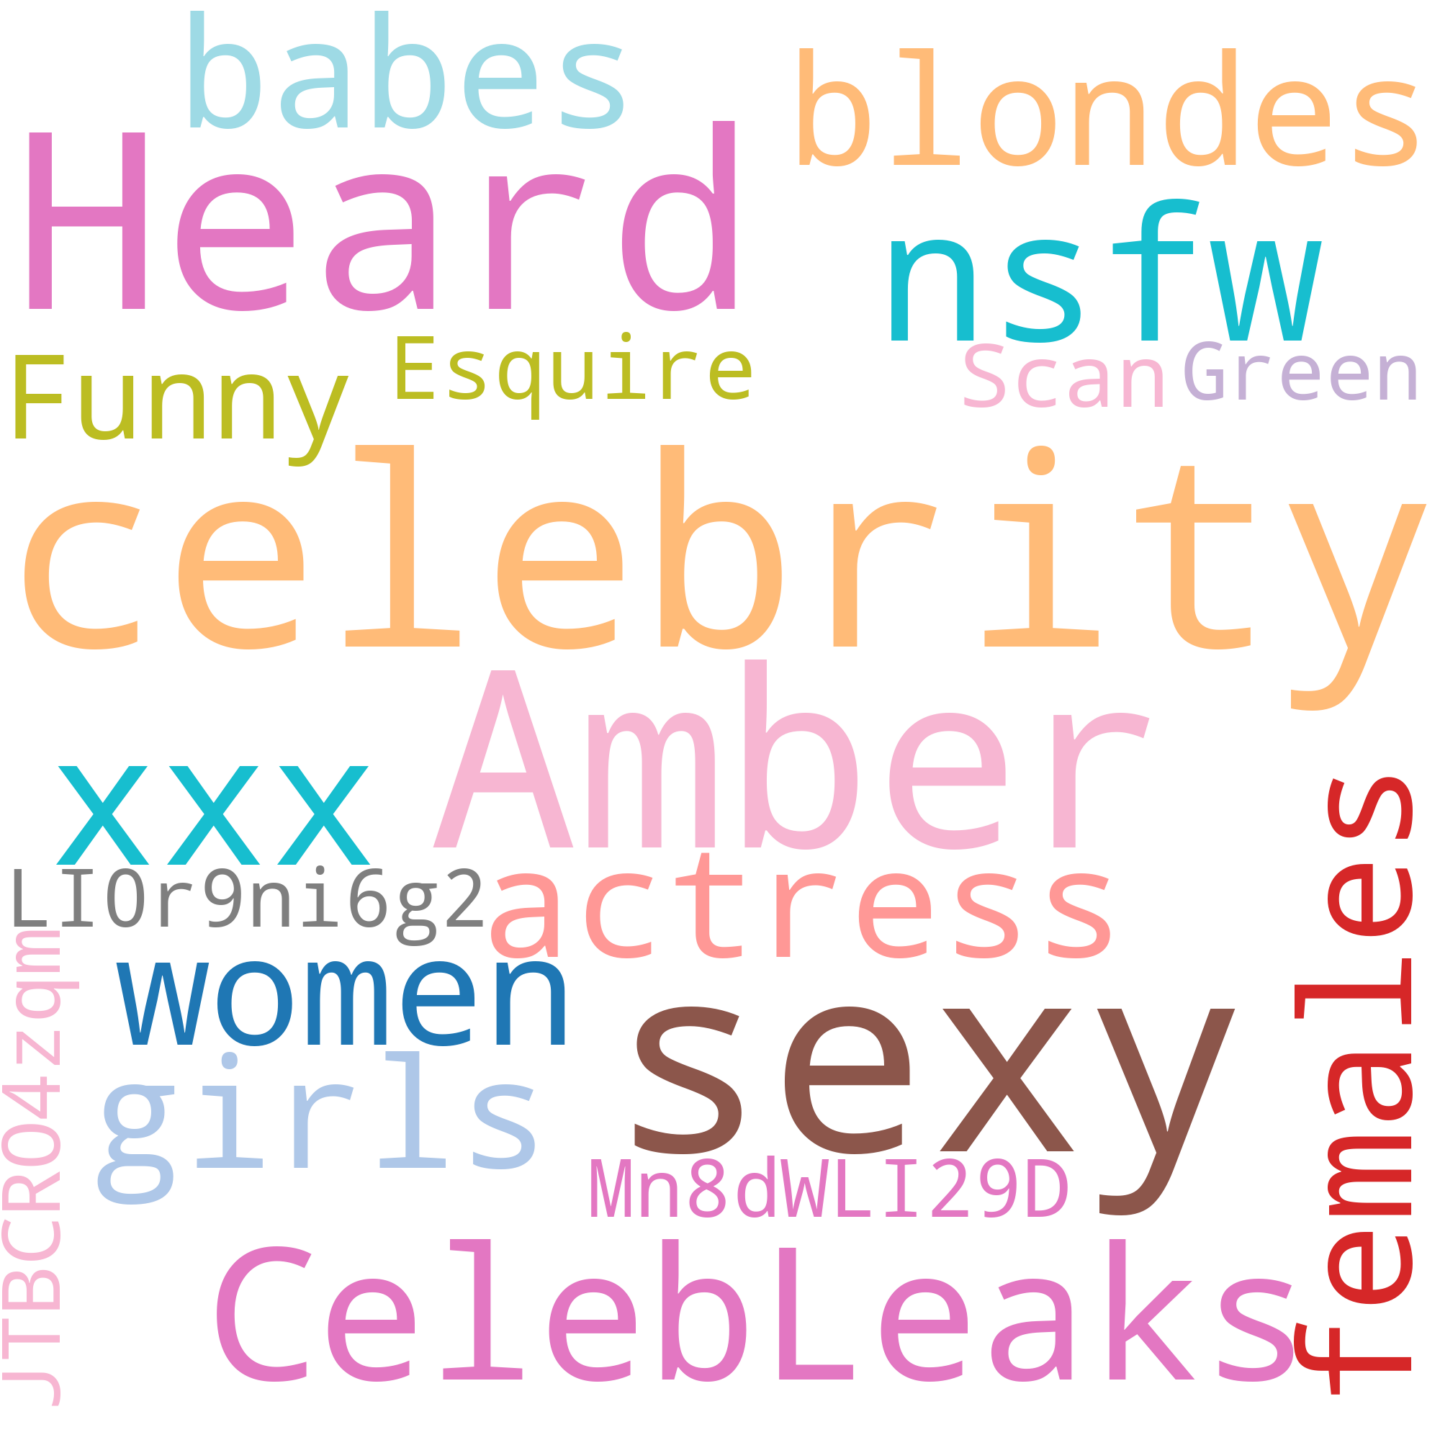 babes
blondes
Heard
nsfw
Funny
Esquire
Scan
Green
celebrity
Amber
xxx
LI0r9ni6g2
actress
females
women
JTBCRO4zqm
sexy
girls
Mn8dWLI29D
CelebLeaks